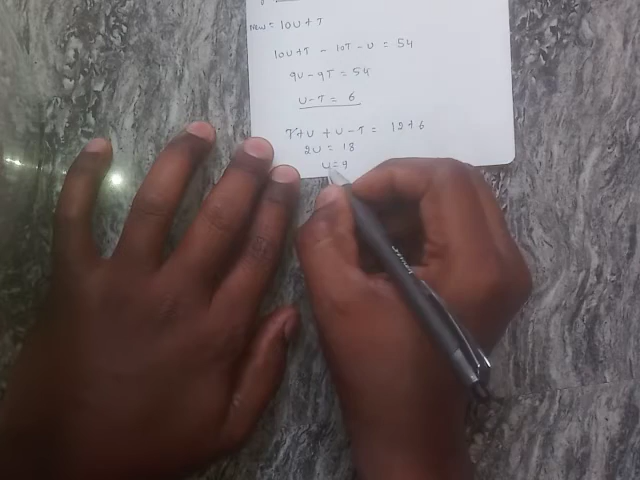 New = 10U + T
10U + T - 10T - U = 54
9U - 9T = 54
U - T = 6
T + U + U - T = 12 + 6
2U = 18
U = 9